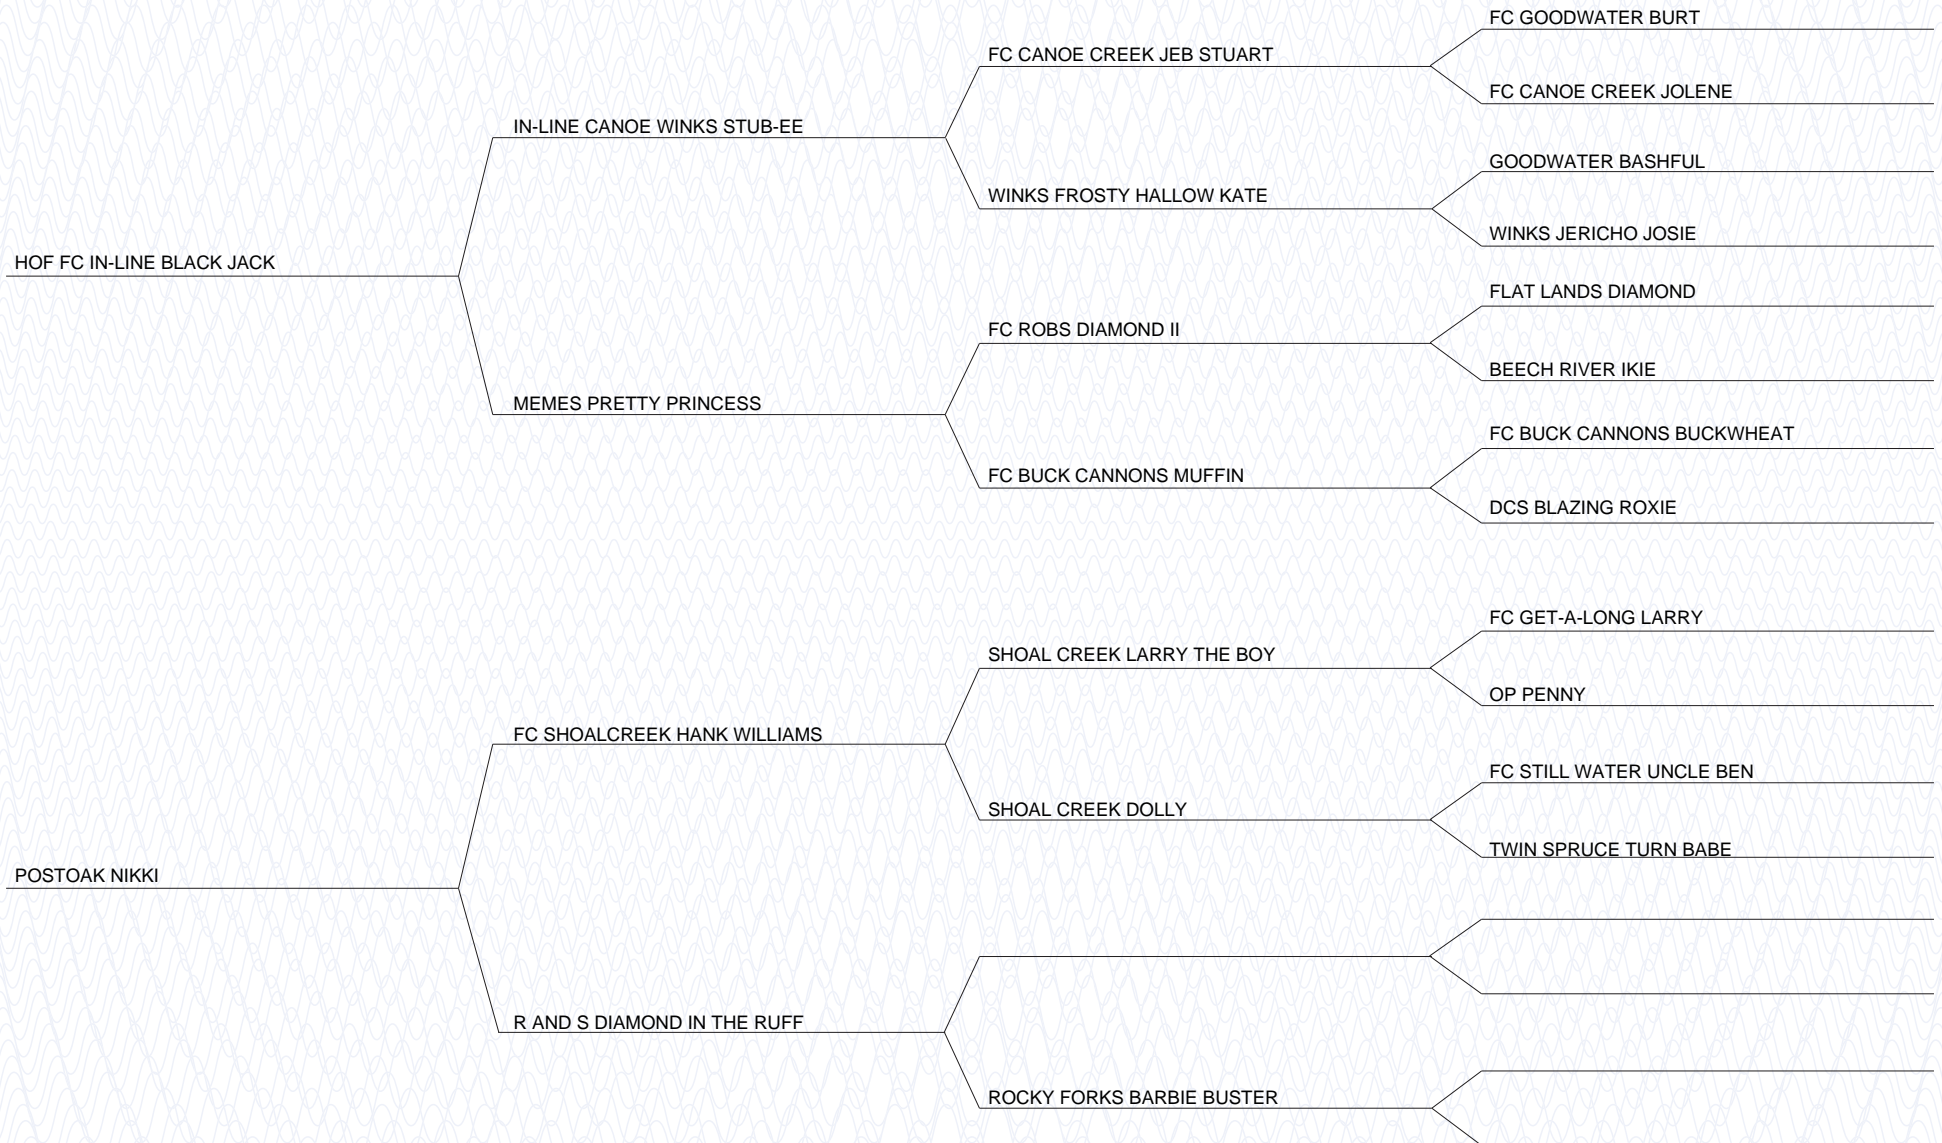 FC GOODWATER BURT
FC CANOE CREEK JEB STUART
FC CANOE CREEK JOLENE
IN-LINE CANOE WINKS STUB-EE
GOODWATER BASHFUL
WINKS FROSTY HALLOW KATE
WINKS JERICHO JOSIE
HOF FC IN-LINE BLACK JACK
FLAT LANDS DIAMOND
FC ROBS DIAMOND II
BEECH RIVER IKIE
MEMES PRETTY PRINCESS
FC BUCK CANNONS BUCKWHEAT
FC BUCK CANNONS MUFFIN
DCS BLAZING ROXIE
FC GET-A-LONG LARRY
SHOAL CREEK LARRY THE BOY
OP PENNY
FC SHOALCREEK HANK WILLIAMS
FC STILL WATER UNCLE BEN
SHOAL CREEK DOLLY
TWIN SPRUCE TURN BABE
POSTOAK NIKKI
R AND S DIAMOND IN THE RUFF
ROCKY FORKS BARBIE BUSTER